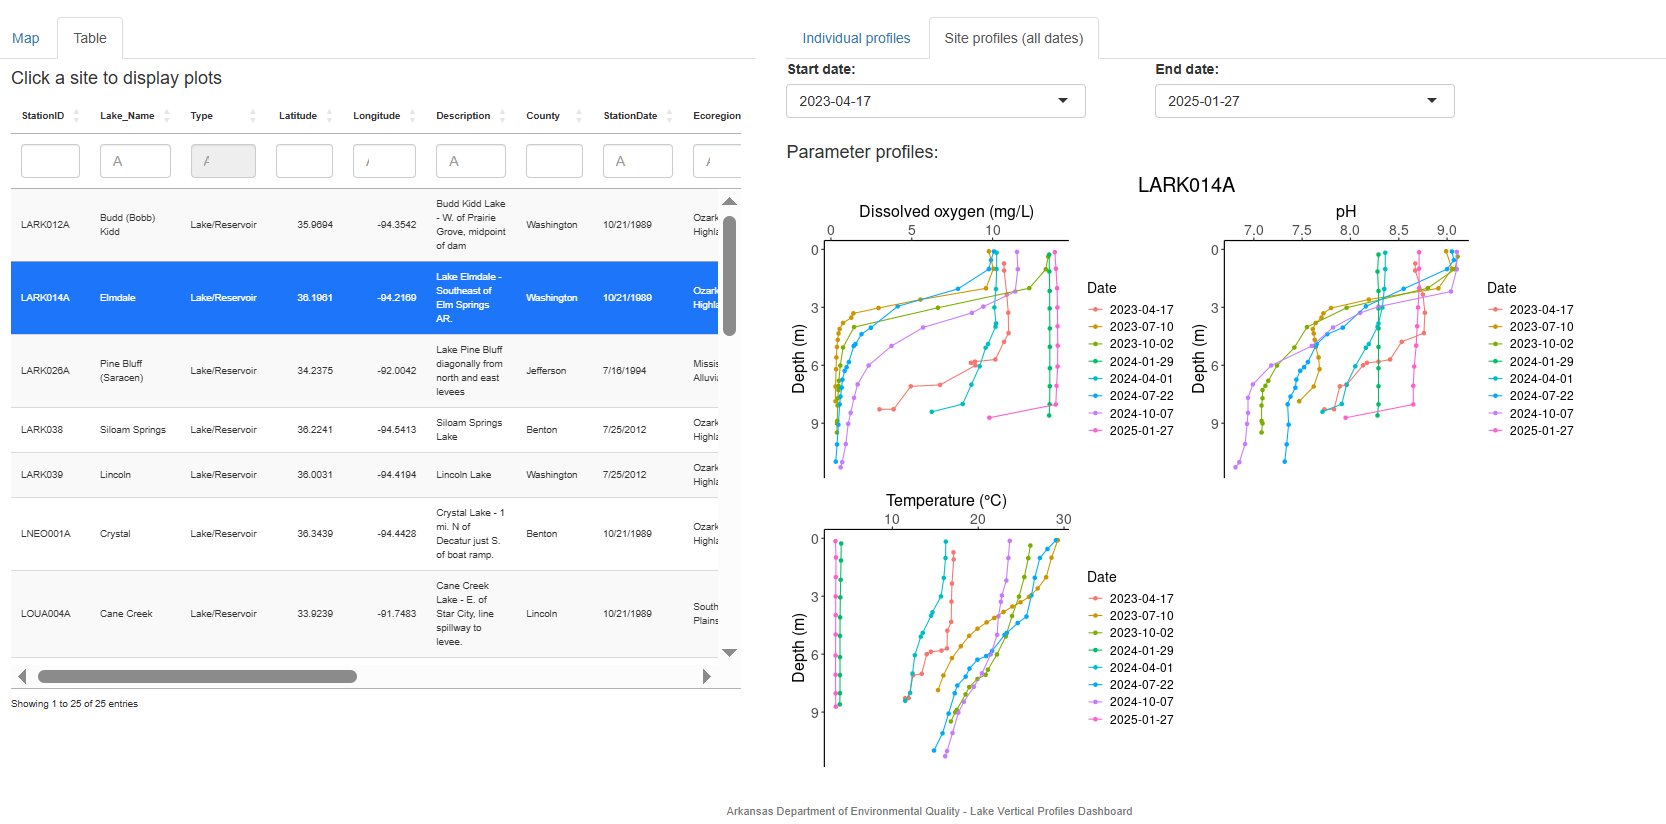 Map
Table
Click a site to display plots
StationID Lake_Name Type Latitude Longitude Description County StationDate Ecoregion
A A A
LARK012A Budd (Bobb) Kidd Lake/Reservoir 35.9694 -94.3542 Budd Kidd Lake - W. of Prairie Grove, midpoint of dam Washington 10/21/1989 Ozark Highla
LARK014A Elmdale Lake/Reservoir 36.1961 -94.2169 Lake Elmdale - Southeast of Elm Springs AR. Washington 10/21/1989 Ozark Highla
LARK026A Pine Bluff (Saracen) Lake/Reservoir 34.2375 -92.0042 Lake Pine Bluff diagonally from north and east levees Jefferson 7/16/1994 Missis Alluvia
LARK038 Siloam Springs Lake/Reservoir 36.2241 -94.5413 Siloam Springs Lake Benton 7/25/2012 Ozark Highla
LARK039 Lincoln Lake/Reservoir 36.0031 -94.4194 Lincoln Lake Washington 7/25/2012 Ozark Highla
LNEO001A Crystal Lake/Reservoir 36.3439 -94.4428 Crystal Lake - 1 mi. N of Decatur just S. of boat ramp. Benton 10/21/1989 Ozark Highla
LOUA004A Cane Creek Lake/Reservoir 33.9239 -91.7483 Cane Creek Lake - E. of Star City, line spillway to levee. Lincoln 10/21/1989 South Plains
Showing 1 to 25 of 25 entries
Individual profiles
Site profiles (all dates)
Start date:
2023-04-17
End date:
2025-01-27
Parameter profiles:
LARK014A
Dissolved oxygen (mg/L)
0 5 10
0
3
6
9
Depth (m)
Date
2023-04-17
2023-07-10
2023-10-02
2024-01-29
2024-04-01
2024-07-22
2024-10-07
2025-01-27
pH
7.0 7.5 8.0 8.5 9.0
0
3
6
9
Depth (m)
Date
2023-04-17
2023-07-10
2023-10-02
2024-01-29
2024-04-01
2024-07-22
2024-10-07
2025-01-27
Temperature (°C)
10 20 30
0
3
6
9
Depth (m)
Date
2023-04-17
2023-07-10
2023-10-02
2024-01-29
2024-04-01
2024-07-22
2024-10-07
2025-01-27
Arkansas Department of Environmental Quality - Lake Vertical Profiles Dashboard